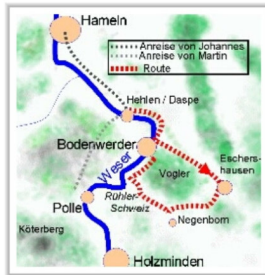 Hameln
Anreise von Johannes
Anreise von Martin
Route
Hehlen / Daspe
Bodenwerder
Weser
Eschers-
hausen
Vogler
Rühler-
Schweiz
Polle
Negenborn
Köterberg
Holzminden